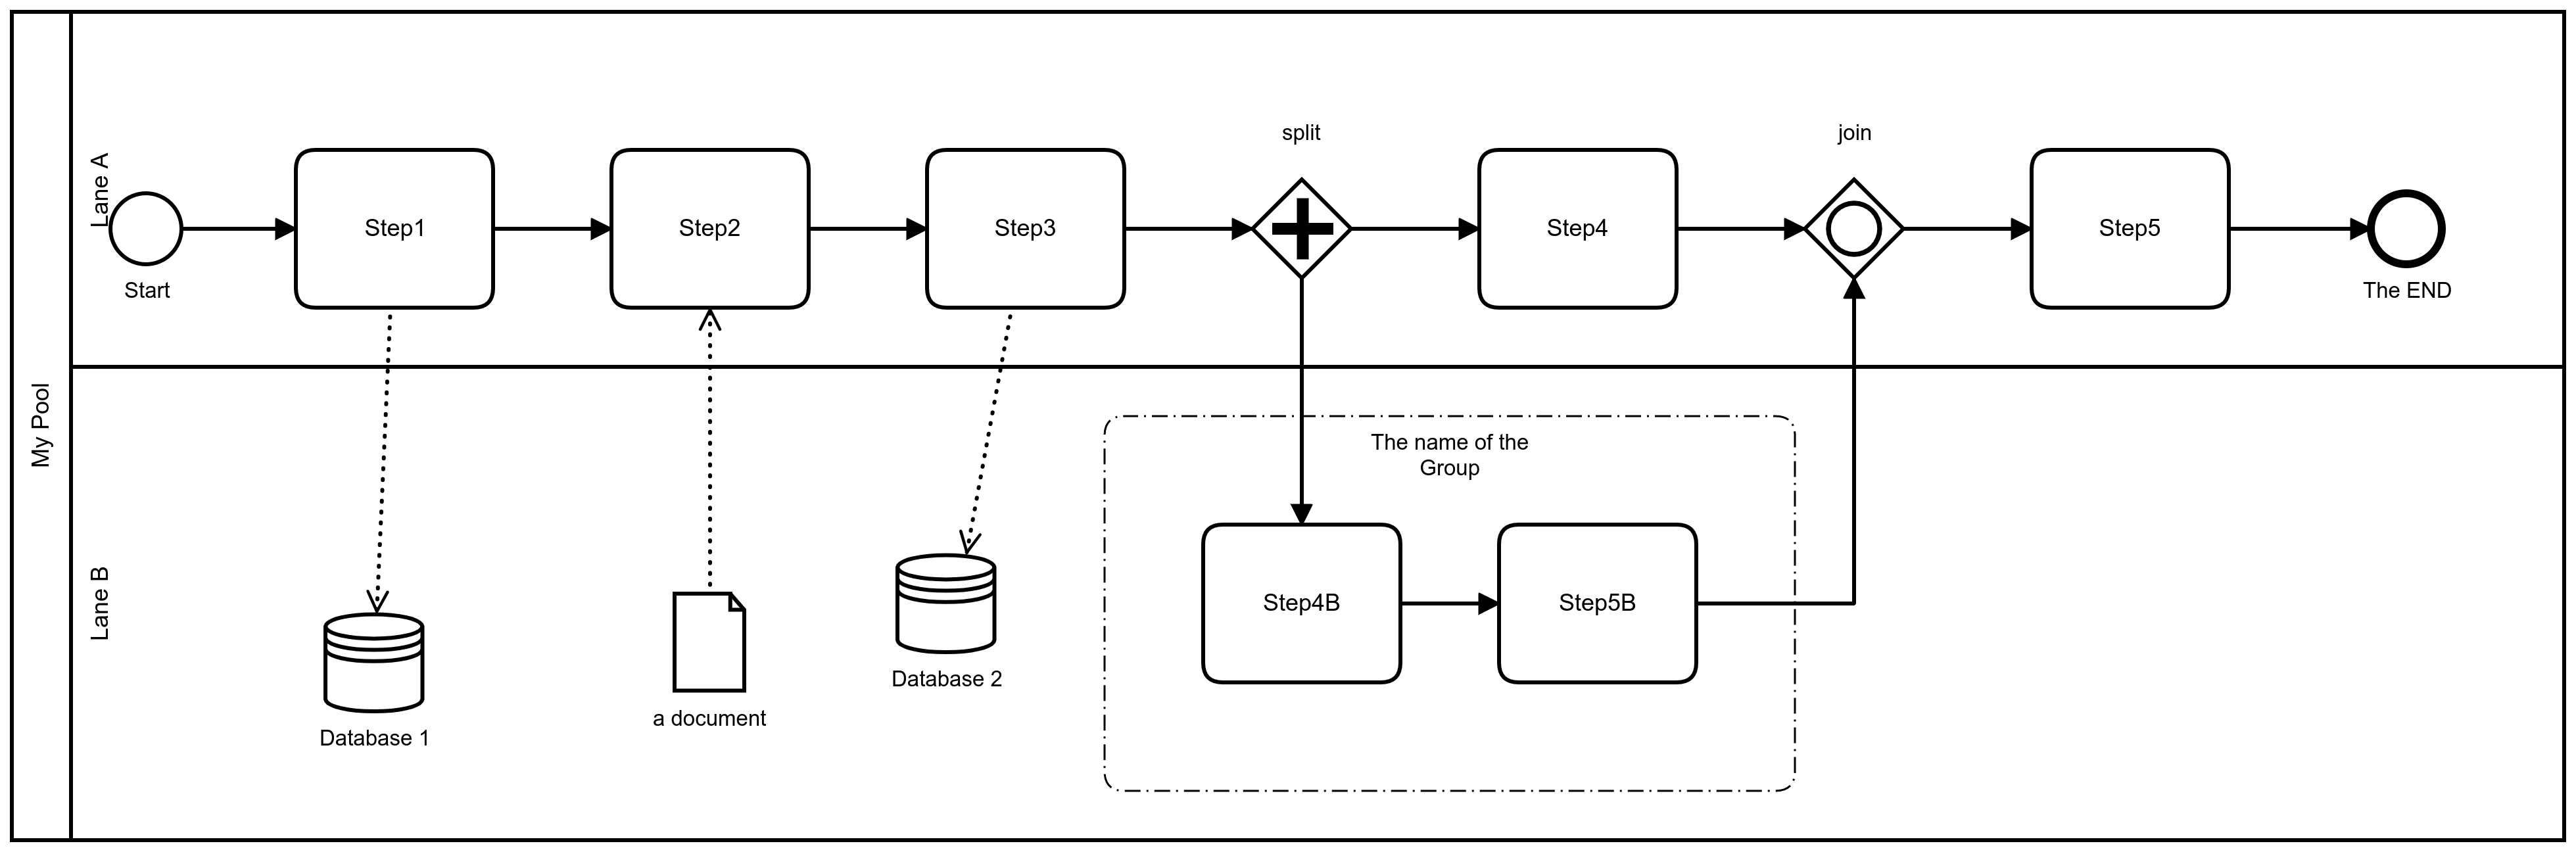 My Pool
Lane A
Start
Step1
Step2
Step3
split
Step4
join
Step5
The END
Lane B
Database 1
a document
Database 2
The name of the
Group
Step4B
Step5B